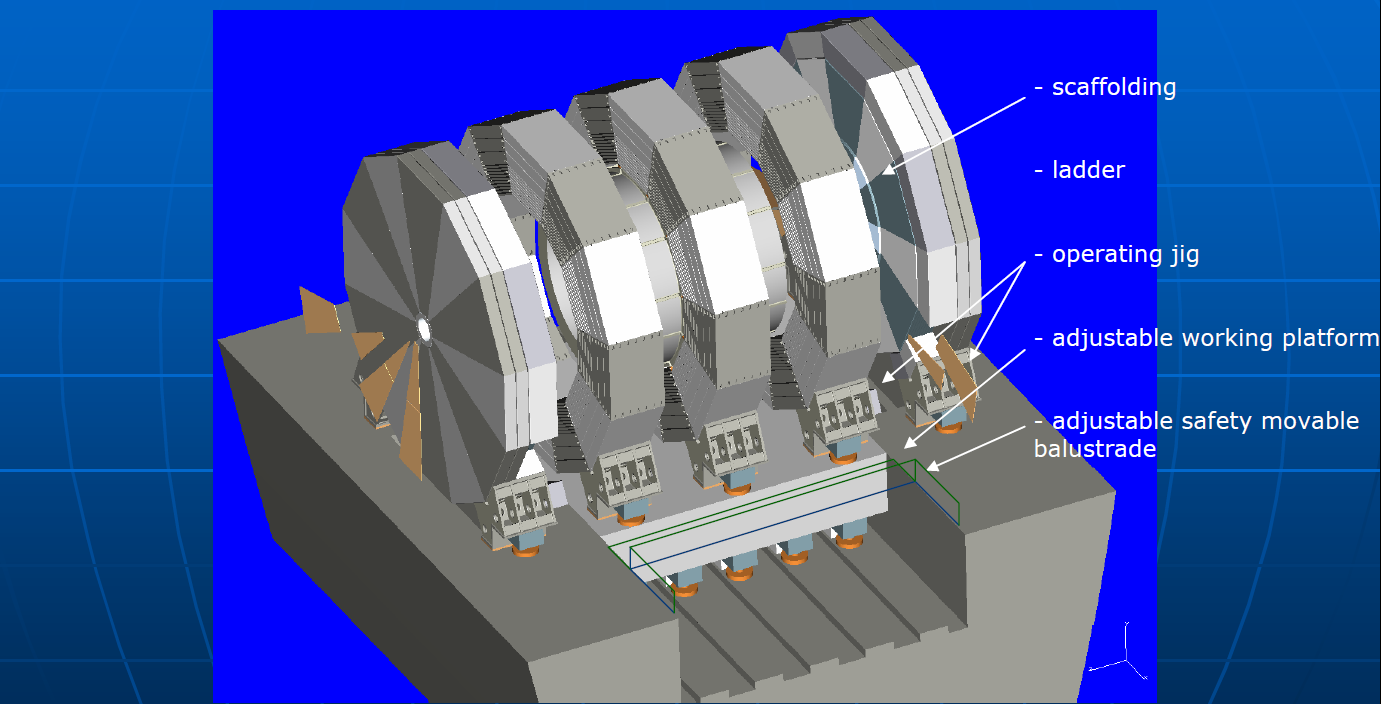 - scaffolding
- ladder
- operating jig
- adjustable working platform
- adjustable safety movable
balustrade